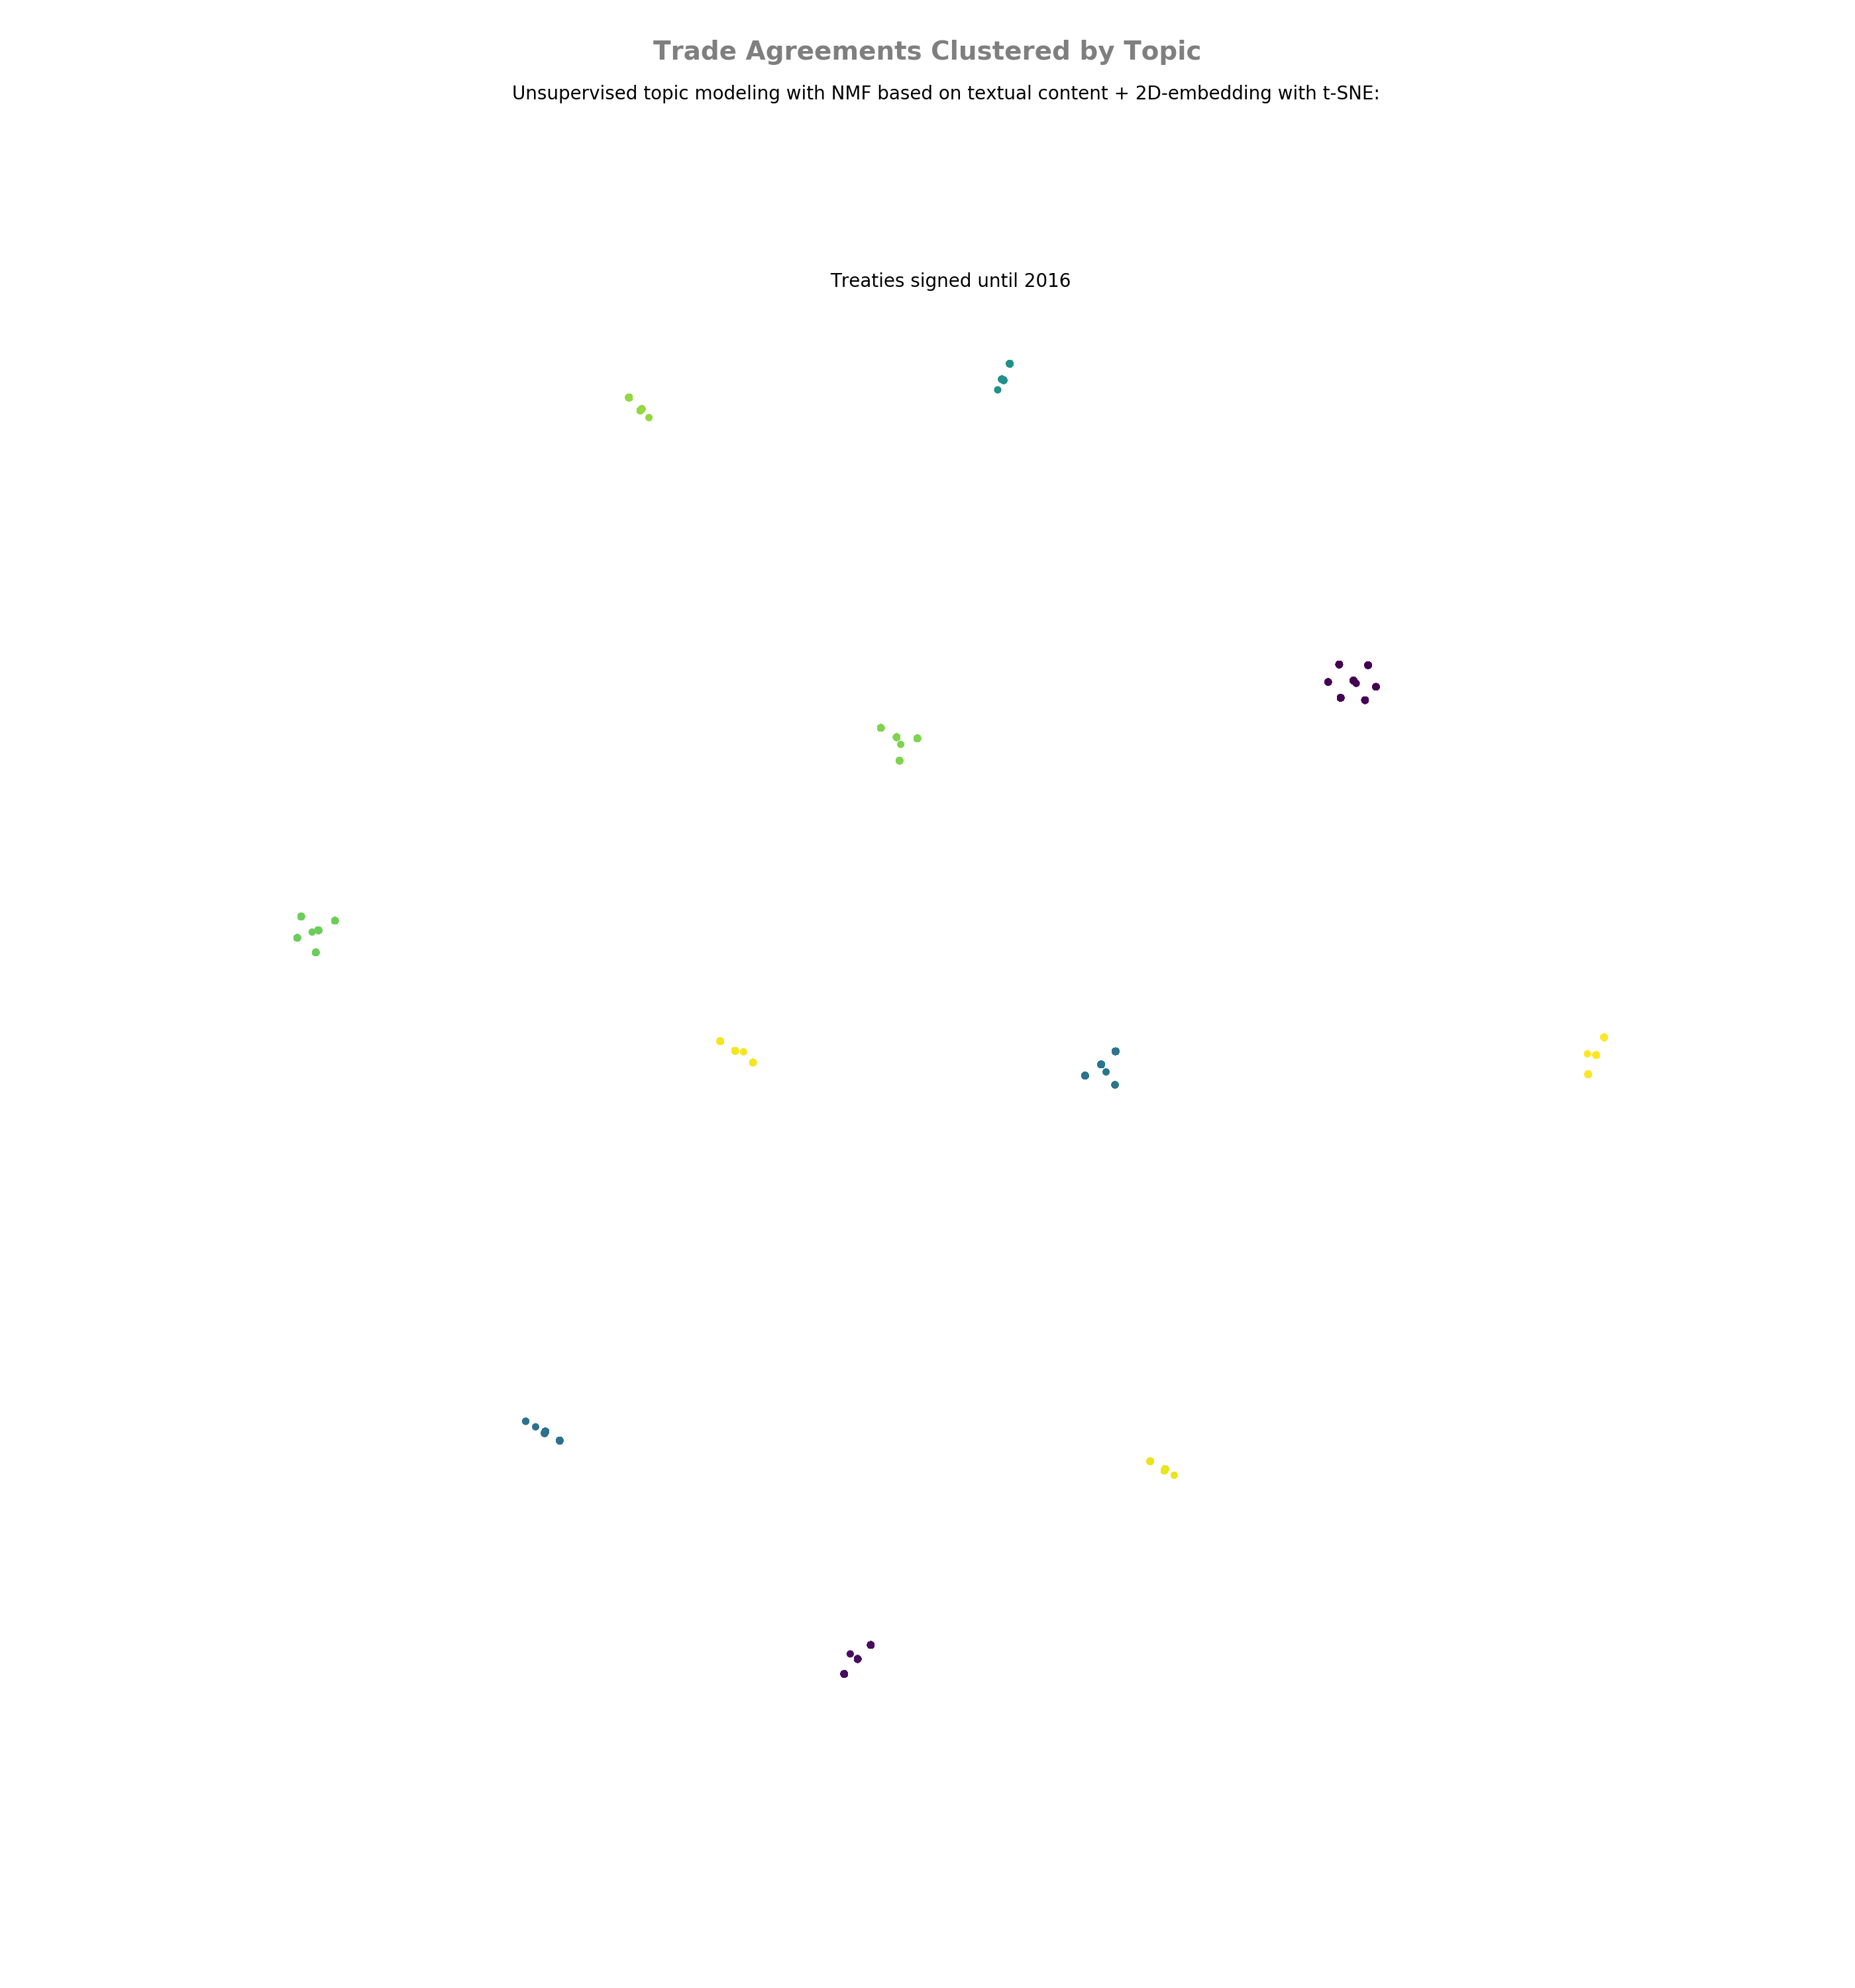 Trade Agreements Clustered by Topic
Unsupervised topic modeling with NMF based on textual content + 2D-embedding with t-SNE:
Treaties signed until 2016